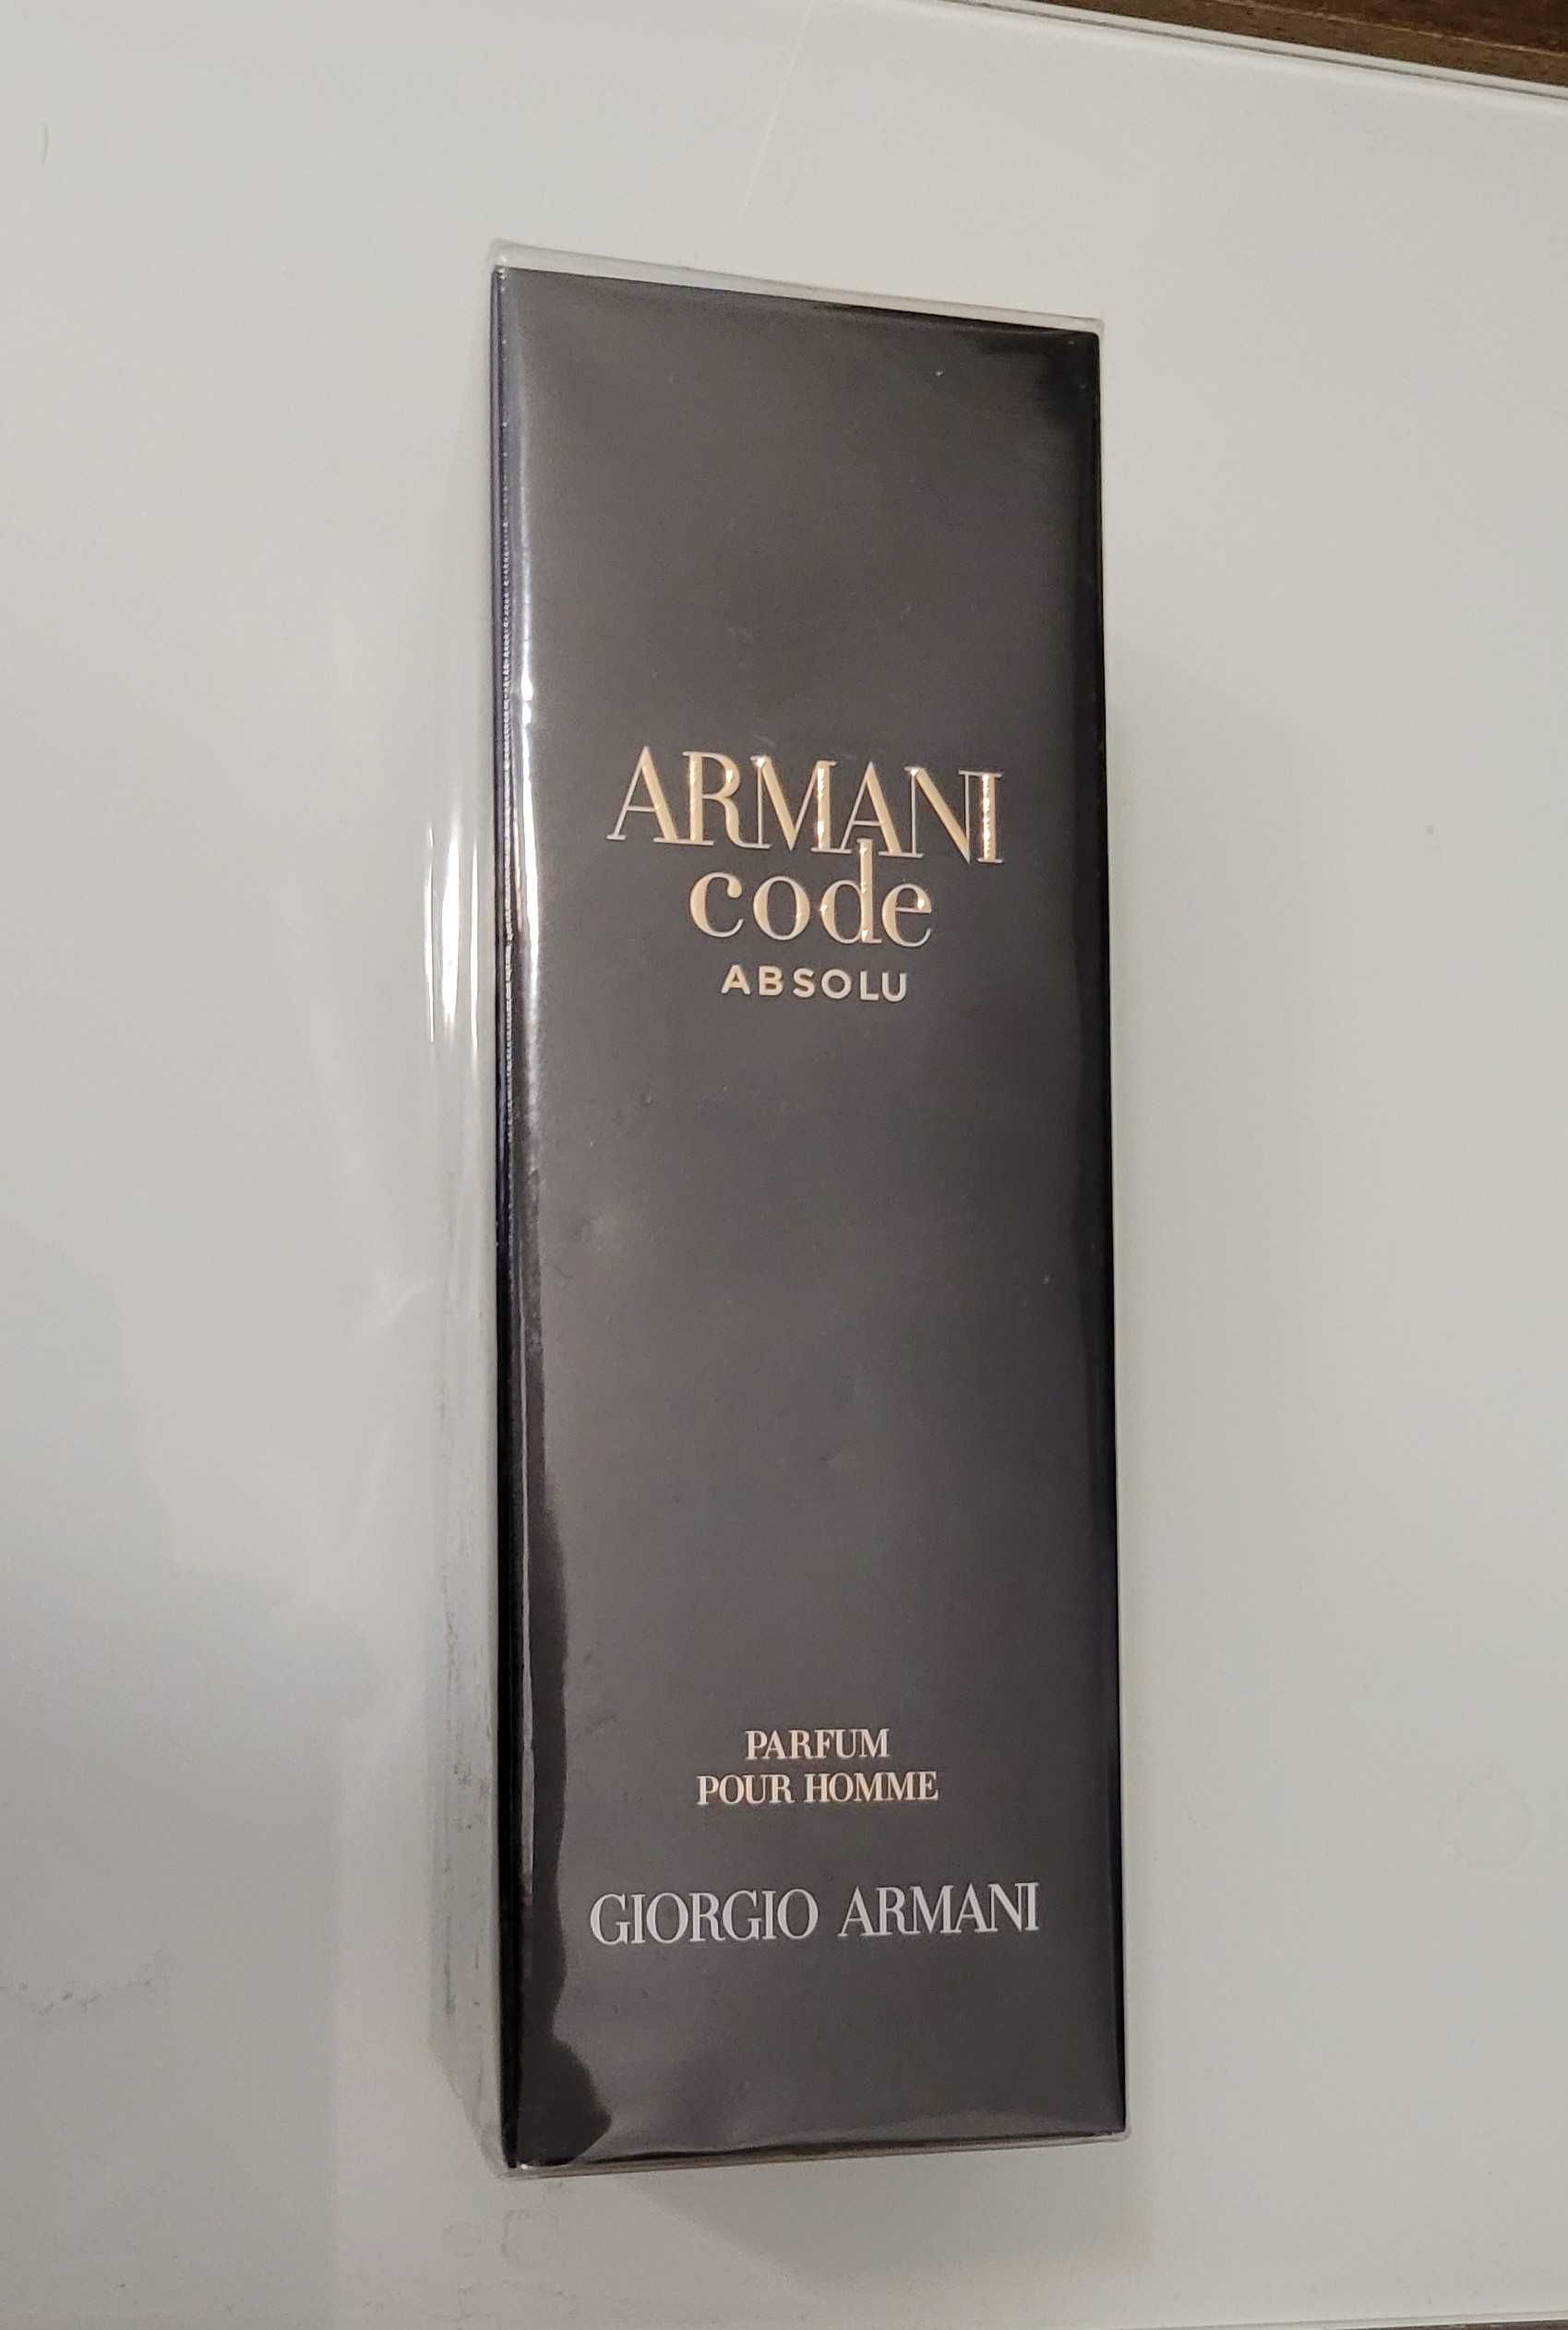 ARMANI
code
ABSOLU
PARFUM
POUR HOMME
GIORGIO ARMANI